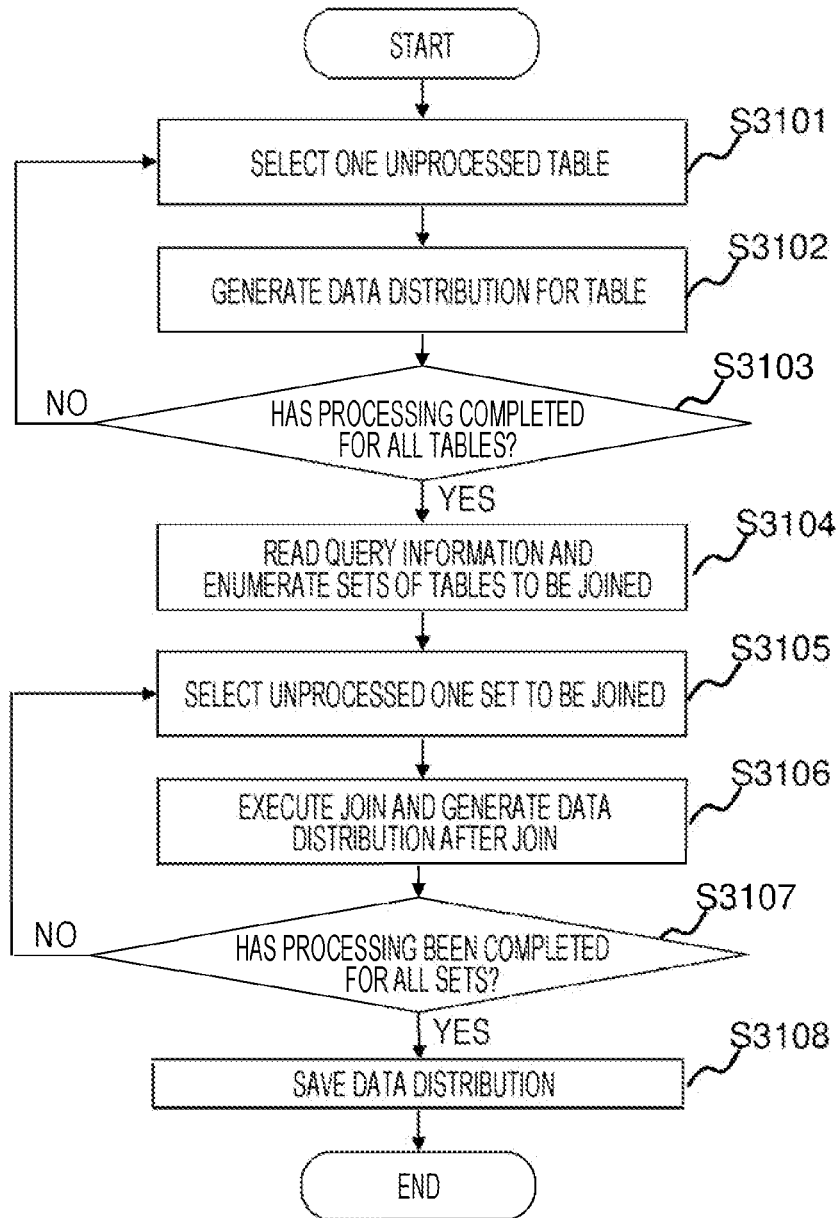 START
S3101
SELECT ONE UNPROCESSED TABLE
S3102
GENERATE DATA DISTRIBUTION FOR TABLE
S3103
NO
HAS PROCESSING COMPLETED
FOR ALL TABLES?
YES
S3104
READ QUERY INFORMATION AND
ENUMERATE SETS OF TABLES TO BE JOINED
S3105
SELECT UNPROCESSED ONE SET TO BE JOINED
S3106
EXECUTE JOIN AND GENERATE DATA
DISTRIBUTION AFTER JOIN
S3107
NO
HAS PROCESSING BEEN COMPLETED
FOR ALL SETS?
YES
S3108
SAVE DATA DISTRIBUTION
END